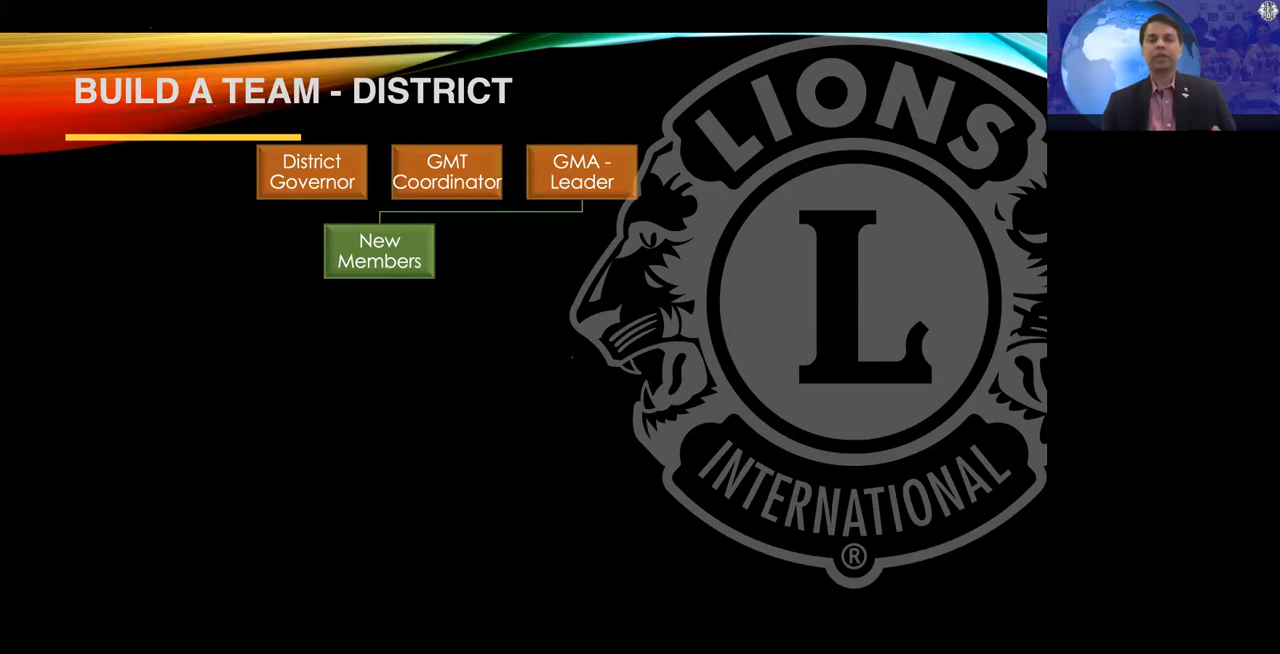 BUILD A TEAM - DISTRICT
District
Governor
GMT
Coordinator
GMA -
Leader
New
Members
LIONS
L
INTERNATIONAL
®